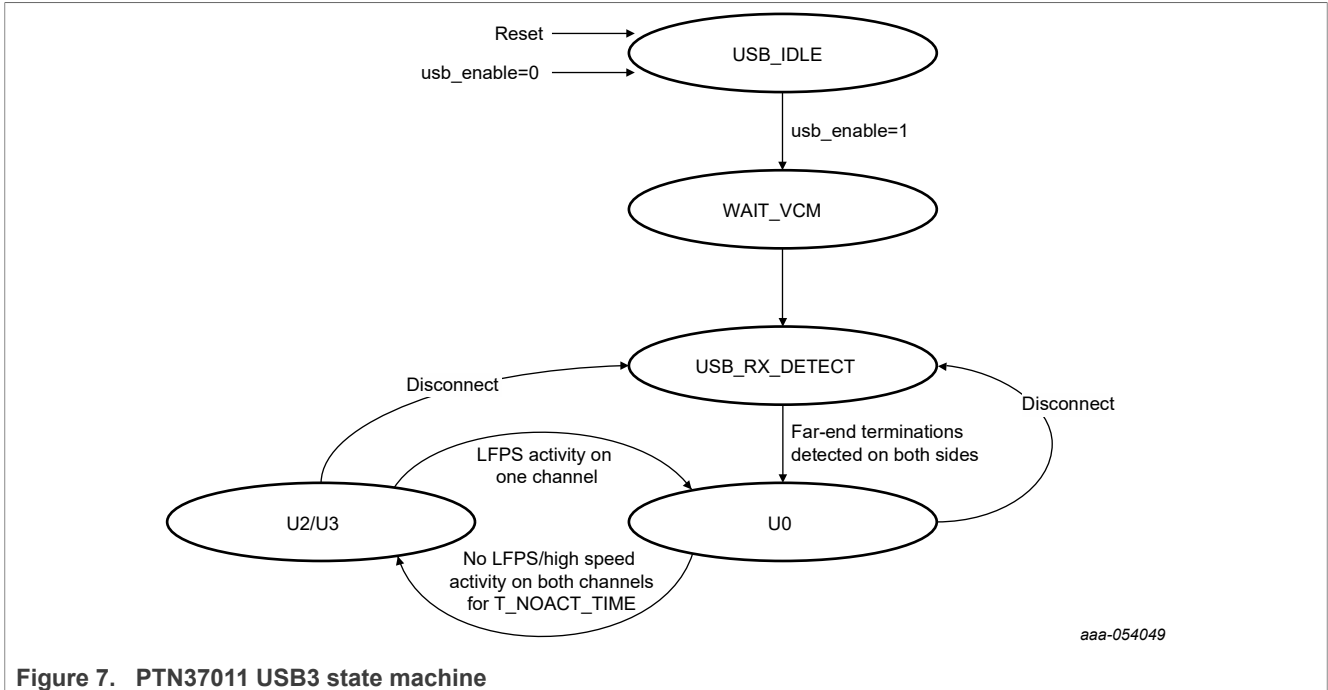 Reset
USB_IDLE
usb_enable=0
usb_enable=1
WAIT_VCM
USB_RX_DETECT
Disconnect
Disconnect
Far-end terminations
detected on both sides
LFPS activity on
one channel
U2/U3
U0
No LFPS/high speed
activity on both channels
for T_NOACT_TIME
aaa-054049
Figure 7. PTN37011 USB3 state machine